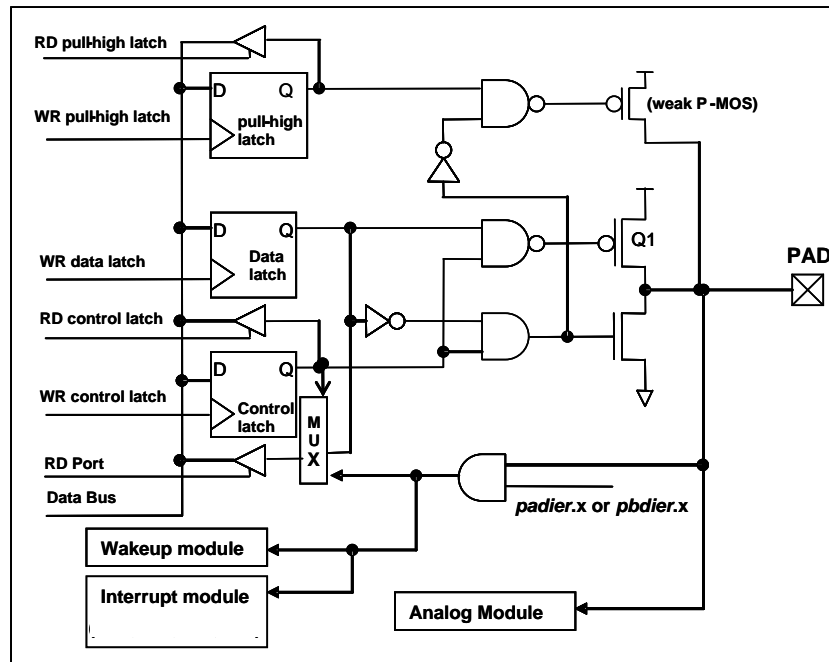 RD pull-high latch
D Q
pull-high
latch
WR pull-high latch
(weak P-MOS)
D Q
Data
latch
WR data latch
Q1
PAD
RD control latch
D Q
Control
latch
WR control latch
M
U
X
RD Port
Data Bus
padier.x or pbdier.x
Wakeup module
Interrupt module
Analog Module